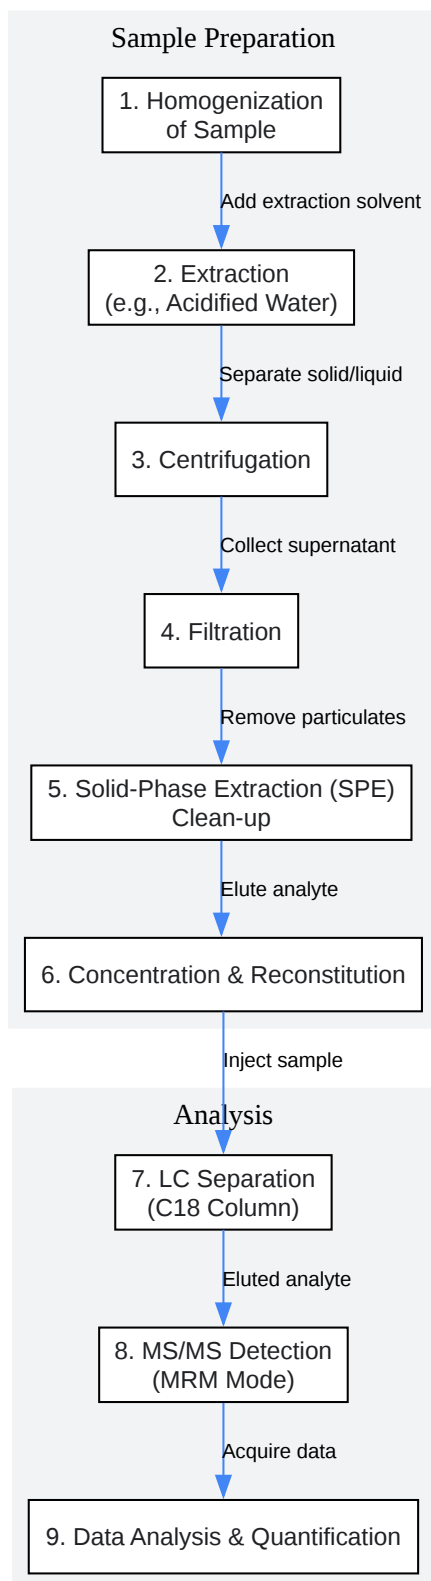 Sample Preparation
1. Homogenization
of Sample
Add extraction solvent
2. Extraction
(e.g., Acidified Water)
Separate solid/liquid
3. Centrifugation
Collect supernatant
4. Filtration
Remove particulates
5. Solid-Phase Extraction (SPE)
Clean-up
Elute analyte
6. Concentration & Reconstitution
Inject sample
Analysis
7. LC Separation
(C18 Column)
Eluted analyte
8. MS/MS Detection
(MRM Mode)
Acquire data
9. Data Analysis & Quantification